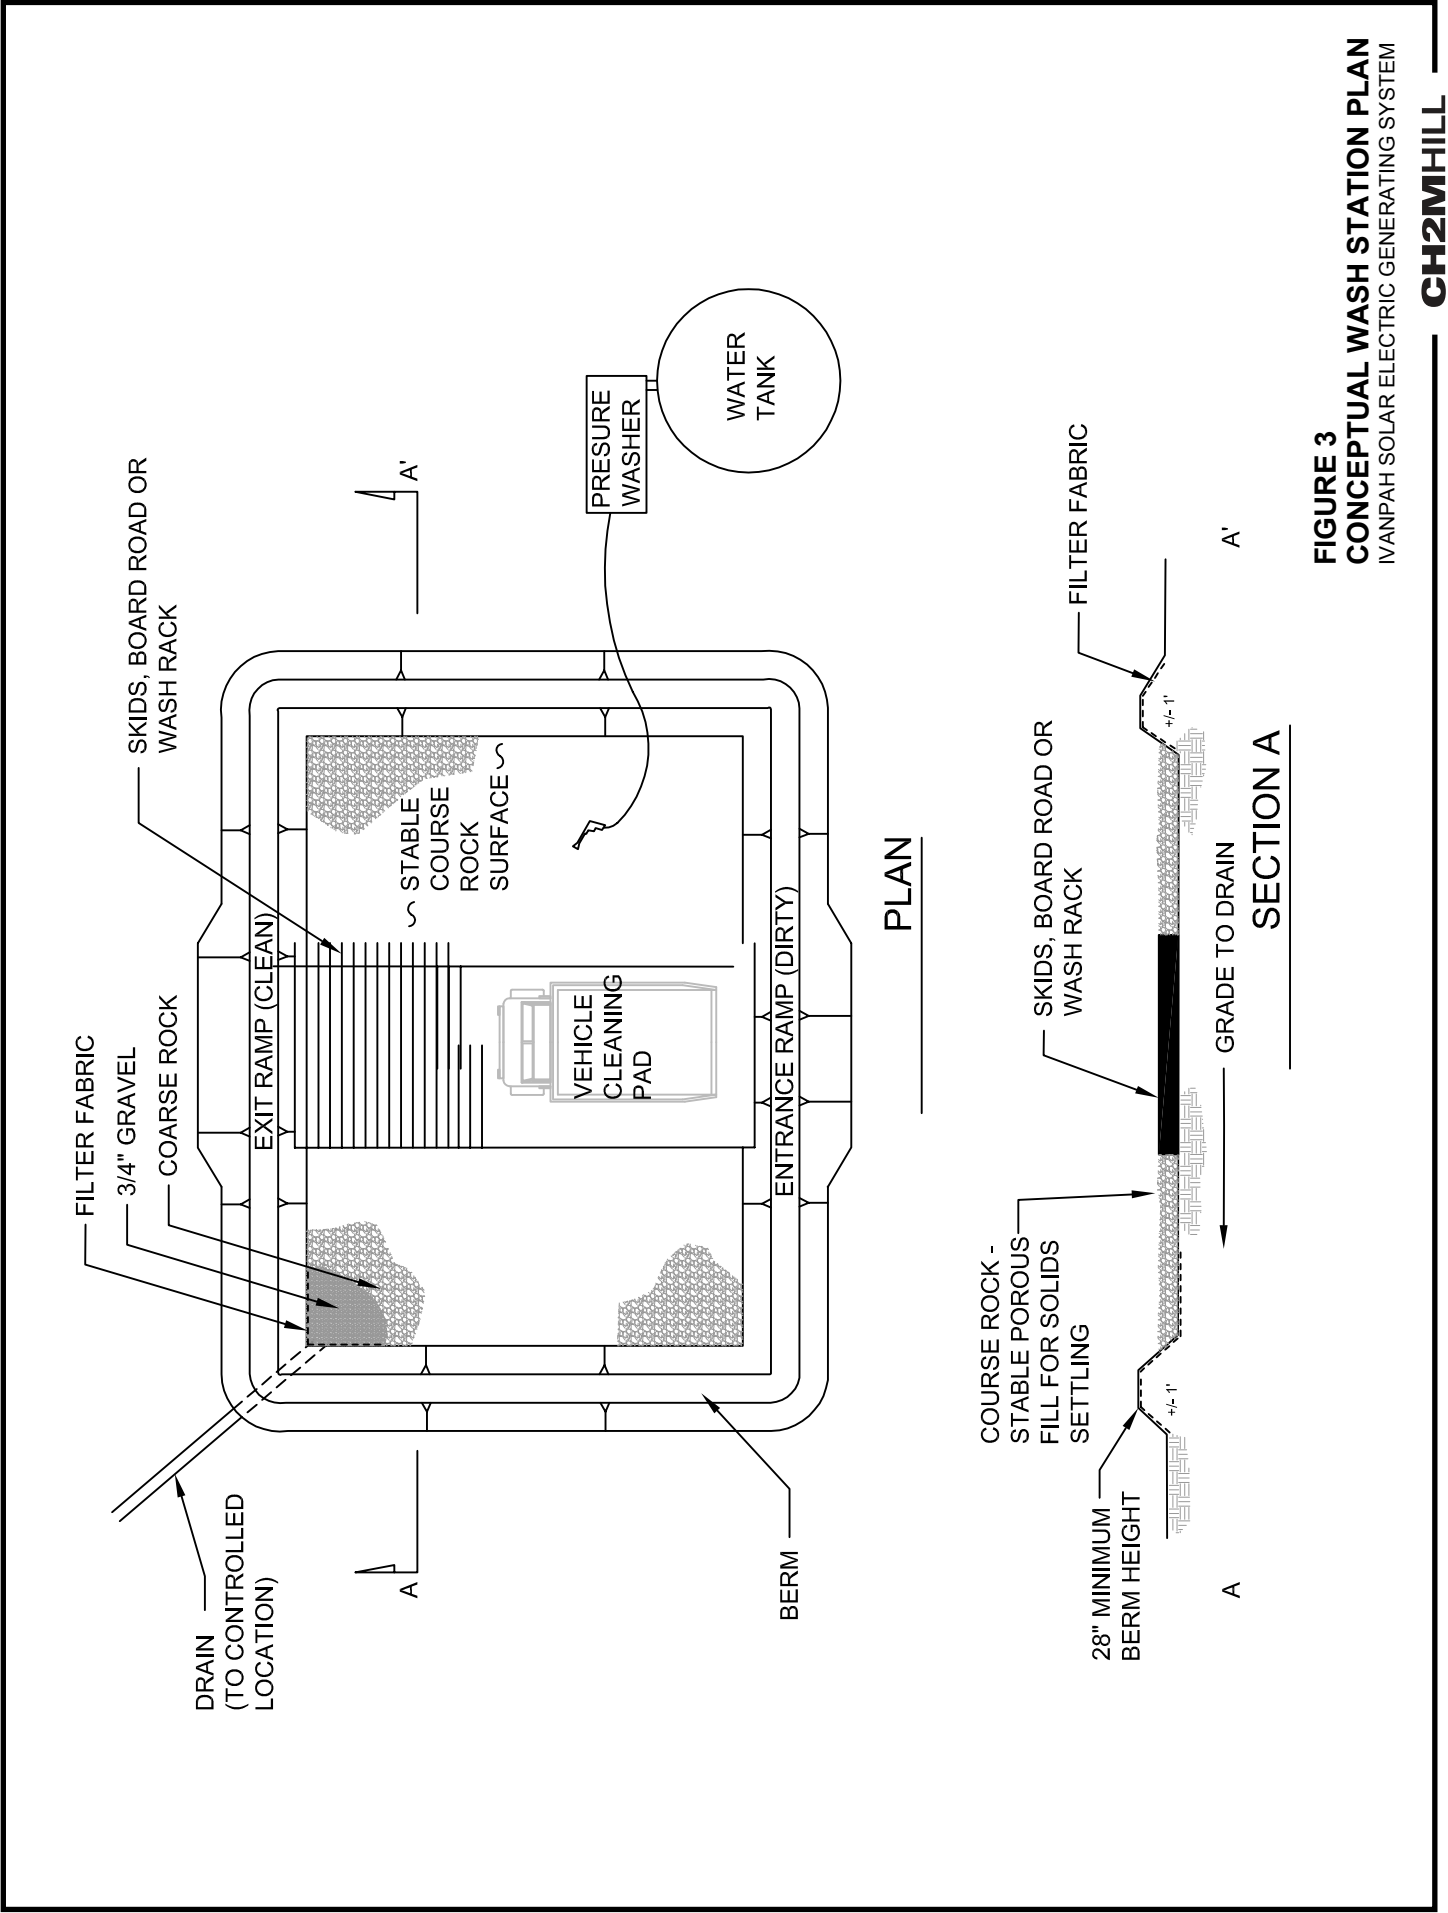 FILTER FABRIC
3/4" GRAVEL
COARSE ROCK
SKIDS, BOARD ROAD OR
WASH RACK
DRAIN
(TO CONTROLLED
LOCATION)
EXIT RAMP (CLEAN)
STABLE
COURSE
ROCK
SURFACE
A
A'
VEHICLE
CLEANING
PAD
PRESSURE
WASHER
WATER
TANK
ENTRANCE RAMP (DIRTY)
BERM
PLAN
COURSE ROCK -
STABLE POROUS
FILL FOR SOLIDS
SETTLING
SKIDS, BOARD ROAD OR
WASH RACK
FILTER FABRIC
28" MINIMUM
BERM HEIGHT
+/- 1'
+/- 1'
GRADE TO DRAIN
A
A'
SECTION A
FIGURE 3
CONCEPTUAL WASH STATION PLAN
IVANPAH SOLAR ELECTRIC GENERATING SYSTEM
CH2MHILL